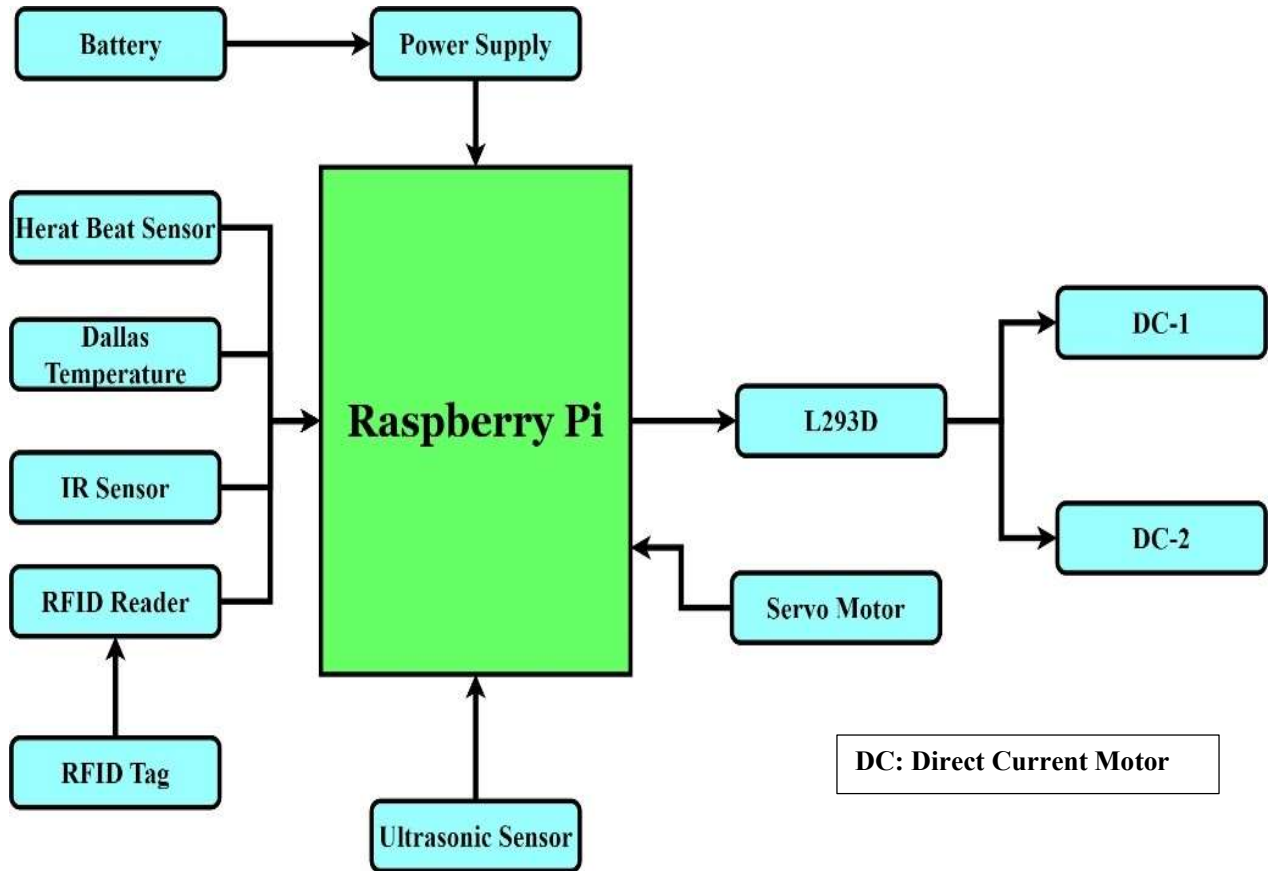 Battery
Power Supply
Herat Beat Sensor
Dallas
Temperature
IR Sensor
RFID Reader
RFID Tag
Raspberry Pi
Ultrasonic Sensor
L293D
Servo Motor
DC-1
DC-2
DC: Direct Current Motor